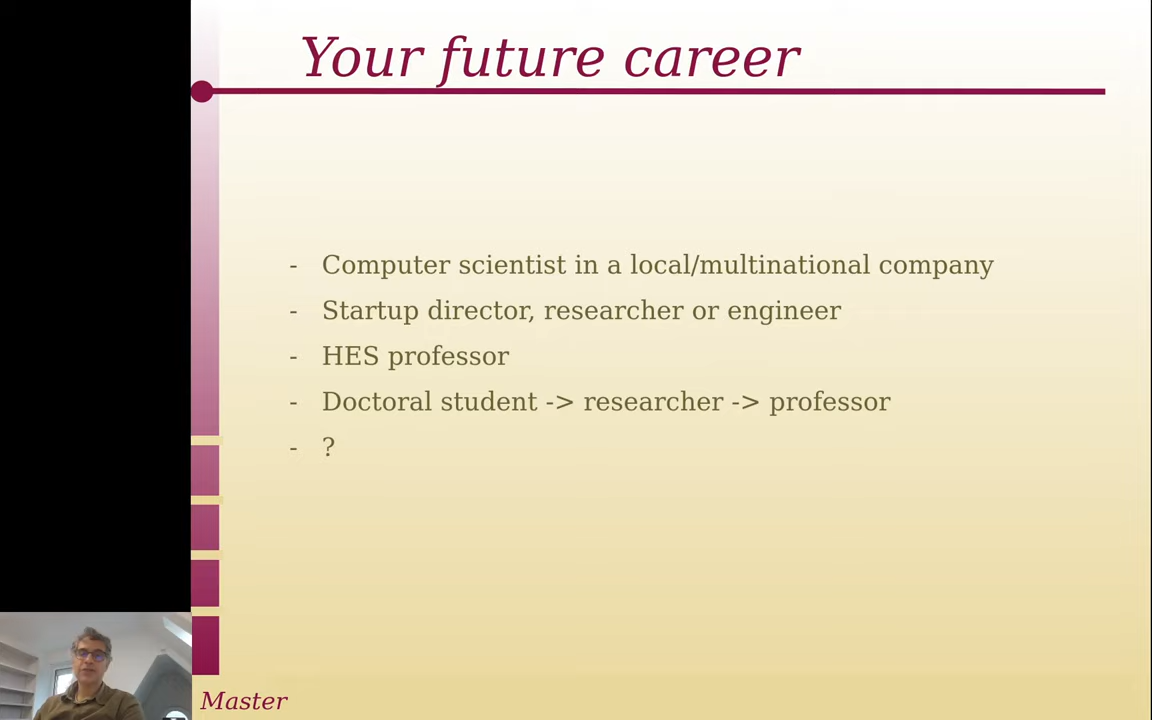 Your future career
- Computer scientist in a local/multinational company
- Startup director, researcher or engineer
- HES professor
- Doctoral student -> researcher -> professor
- ?
Master